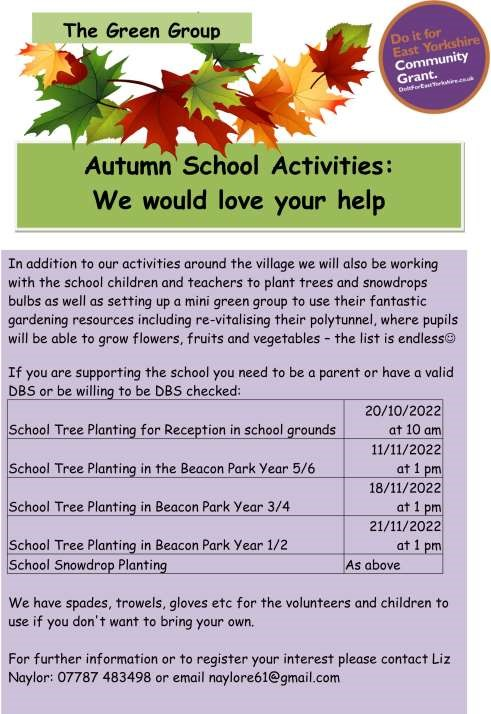 The Green Group
Do it for
East Yorkshire
Community
Grant.
DoItForEastYorkshire.co.uk
Autumn School Activities:
We would love your help
In addition to our activities around the village we will also be working
with the school children and teachers to plant trees and snowdrops
bulbs as well as setting up a mini green group to use their fantastic
gardening resources including re-vitalising their polytunnel, where pupils
will be able to grow flowers, fruits and vegetables – the list is endless☺
If you are supporting the school you need to be a parent or have a valid
DBS or be willing to be DBS checked:
20/10/2022
School Tree Planting for Reception in school grounds at 10 am
11/11/2022
School Tree Planting in the Beacon Park Year 5/6 at 1 pm
18/11/2022
School Tree Planting in Beacon Park Year 3/4 at 1 pm
21/11/2022
School Tree Planting in Beacon Park Year 1/2 at 1 pm
School Snowdrop Planting As above
We have spades, trowels, gloves etc for the volunteers and children to
use if you don't want to bring your own.
For further information or to register your interest please contact Liz
Naylor: 07787 483498 or email naylore61@gmail.com